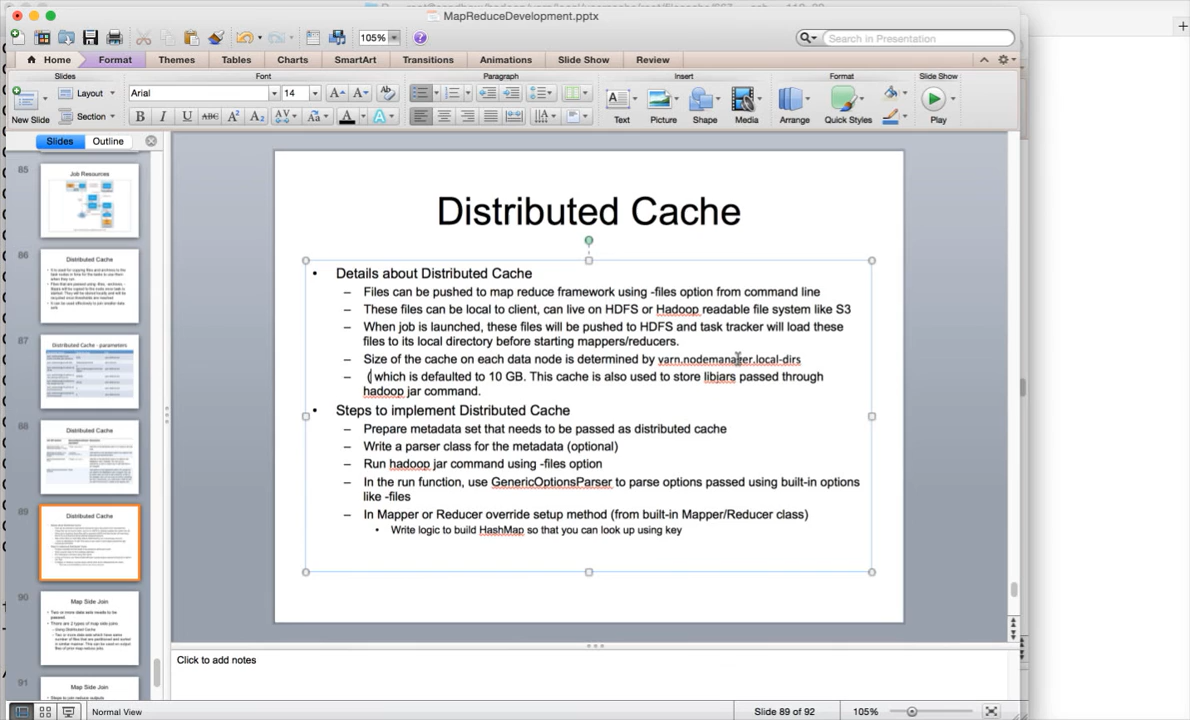 MapReduceDevelopment.pptx
105%
Search in Presentation
Home Format Themes Tables Charts SmartArt Transitions Animations Slide Show Review
Slides Font Paragraph Insert Format Slide Show
Layout
Arial 14
New Slide Section
B I U ABC A² A₂ AV Aa A A
Text Picture Shape Media Arrange Quick Styles Play
Slides Outline
85
Job Resources
86
Distributed Cache
87
Distributed Cache - parameters
88
89
Distributed Cache
90
Map Side Join
91
Map Side Join
Distributed Cache
• Details about Distributed Cache
– Files can be pushed to map reduce framework using -files option from command line
– These files can be local to client, can live on HDFS or Hadoop readable file system like S3
– When job is launched, these files will be pushed to HDFS and task tracker will load these
files to its local directory before starting mappers/reducers.
– Size of the cache on each data node is determined by yarn.nodemanager.local-dirs
– ( which is defaulted to 10 GB. This cache is also used to store libjars passed through
hadoop jar command.
• Steps to implement Distributed Cache
– Prepare metadata set that needs to be passed as distributed cache
– Write a parser class for the metadata (optional)
– Run hadoop jar command using -files option
– In the run function, use GenericOptionsParser to parse options passed using built-in options
like -files
– In Mapper or Reducer override setup method (from built-in Mapper/Reducer class)
• Write logic to build HashMap so that you can look up using key
Click to add notes
Normal View
Slide 89 of 92
105%